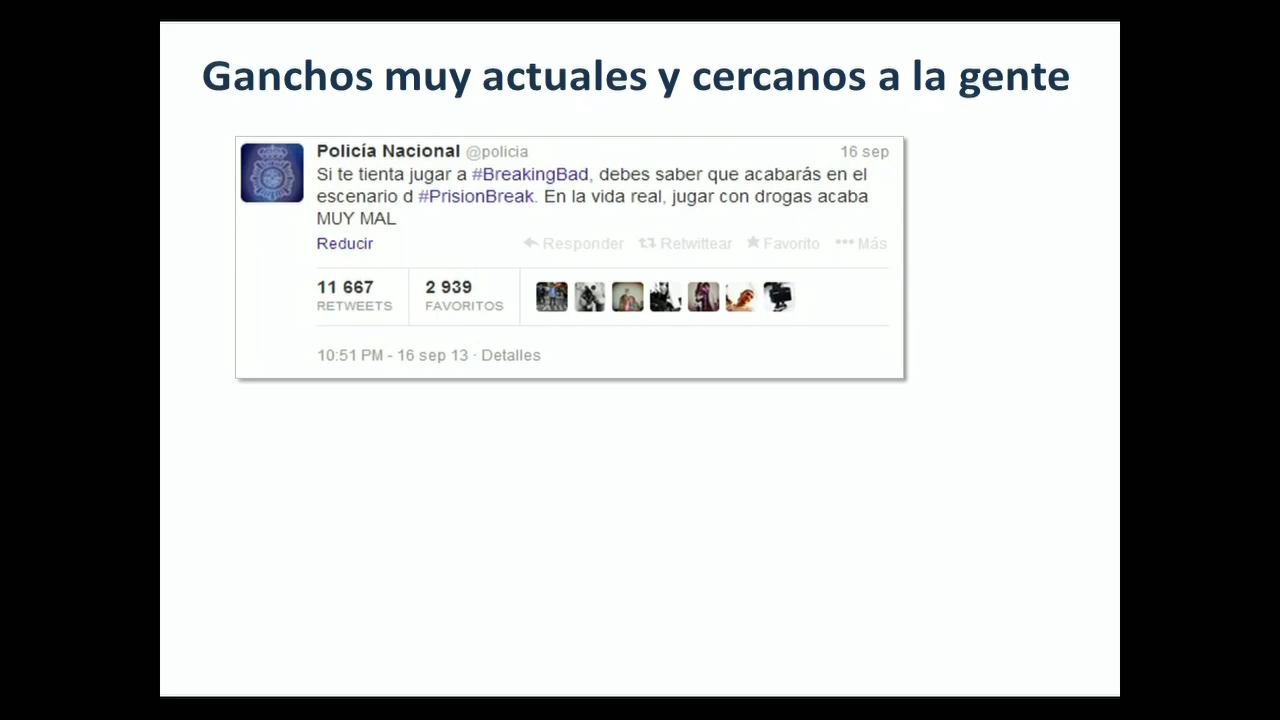 Ganchos muy actuales y cercanos a la gente
Policía Nacional @policia 16 sep
Si te tienta jugar a #BreakingBad, debes saber que acabarás en el
escenario d #PrisionBreak. En la vida real, jugar con drogas acaba
MUY MAL
Reducir Responder Retwittear Favorito Más
11 667 2 939
RETWEETS FAVORITOS
10:51 PM - 16 sep 13 · Detalles